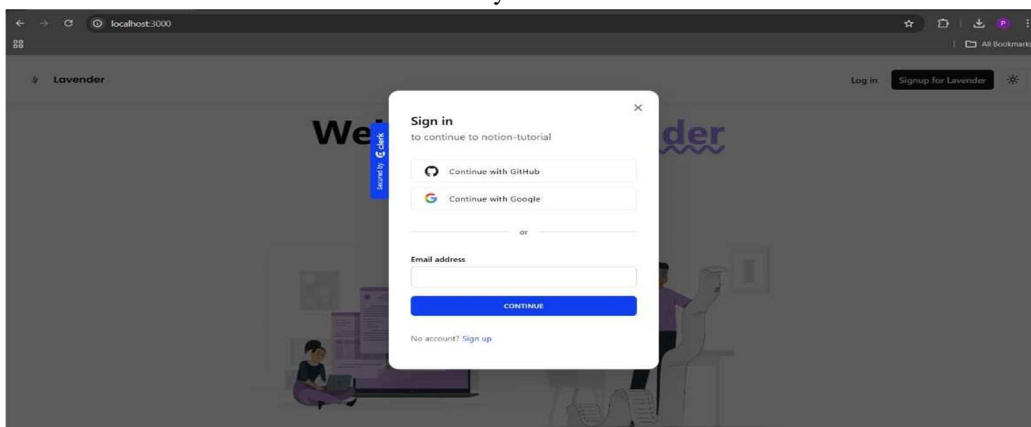 y
localhost:3000
P
All Bookmarks
Lavender
Log in
Signup for Lavender
We
der
Secured by clerk
Sign in
to continue to notion-tutorial
Continue with GitHub
Continue with Google
or
Email address
CONTINUE
No account? Sign up